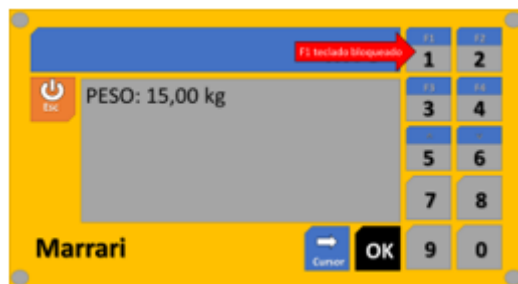 F1 teclado bloqueado
F1
1
F2
2
Esc
PESO: 15,00 kg
F3
3
F4
4
5
6
7
8
Marrari
Cursor
OK
9
0